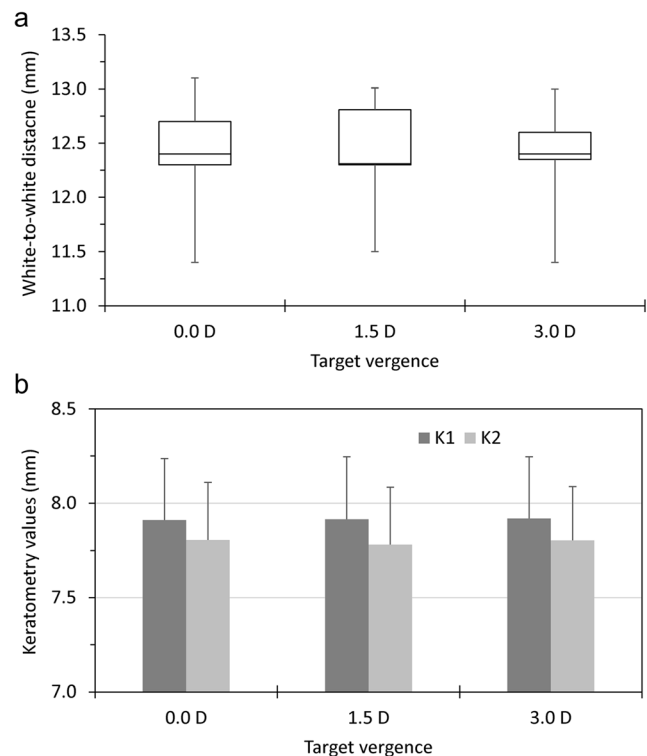 a
White-to-white distacne (mm)
13.5
13.0
12.5
12.0
11.5
11.0
0.0 D 1.5 D 3.0 D
Target vergence
b
Keratometry values (mm)
8.5
K1 K2
8.0
7.5
7.0
0.0 D 1.5 D 3.0 D
Target vergence